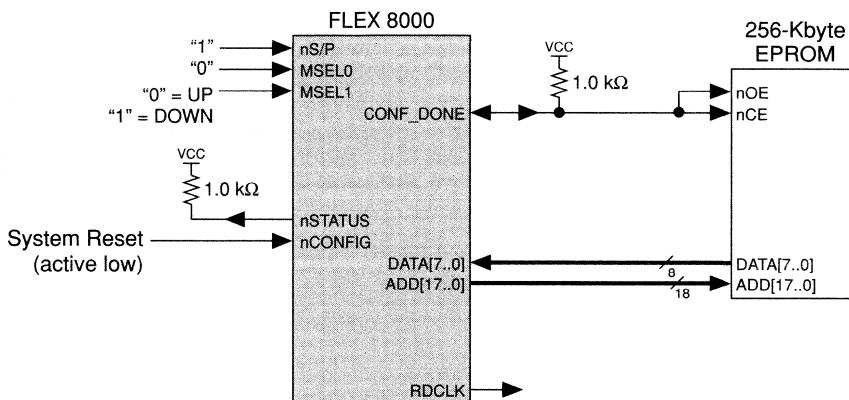 FLEX 8000
256-Kbyte
EPROM
“1”
nS/P
“0”
MSEL0
“0” = UP
“1” = DOWN
MSEL1
VCC
1.0 kΩ
CONF_DONE
nOE
nCE
VCC
1.0 kΩ
nSTATUS
System Reset
(active low)
nCONFIG
DATA[7..0]
8
DATA[7..0]
ADD[17..0]
18
ADD[17..0]
RDCLK